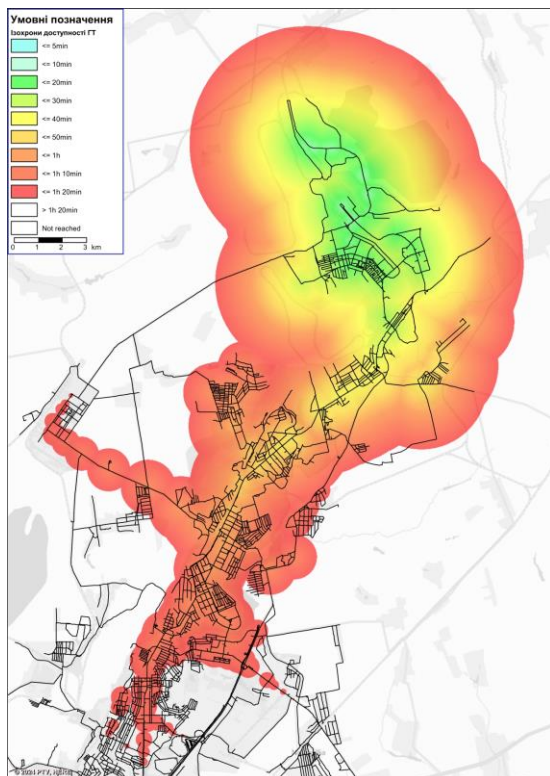 Умовні позначення
Ізохрони доступності ГТ
<= 5min
<= 10min
<= 20min
<= 30min
<= 40min
<= 50min
<= 1h
<= 1h 10min
<= 1h 20min
> 1h 20min
Not reached
0 1 2 3 km